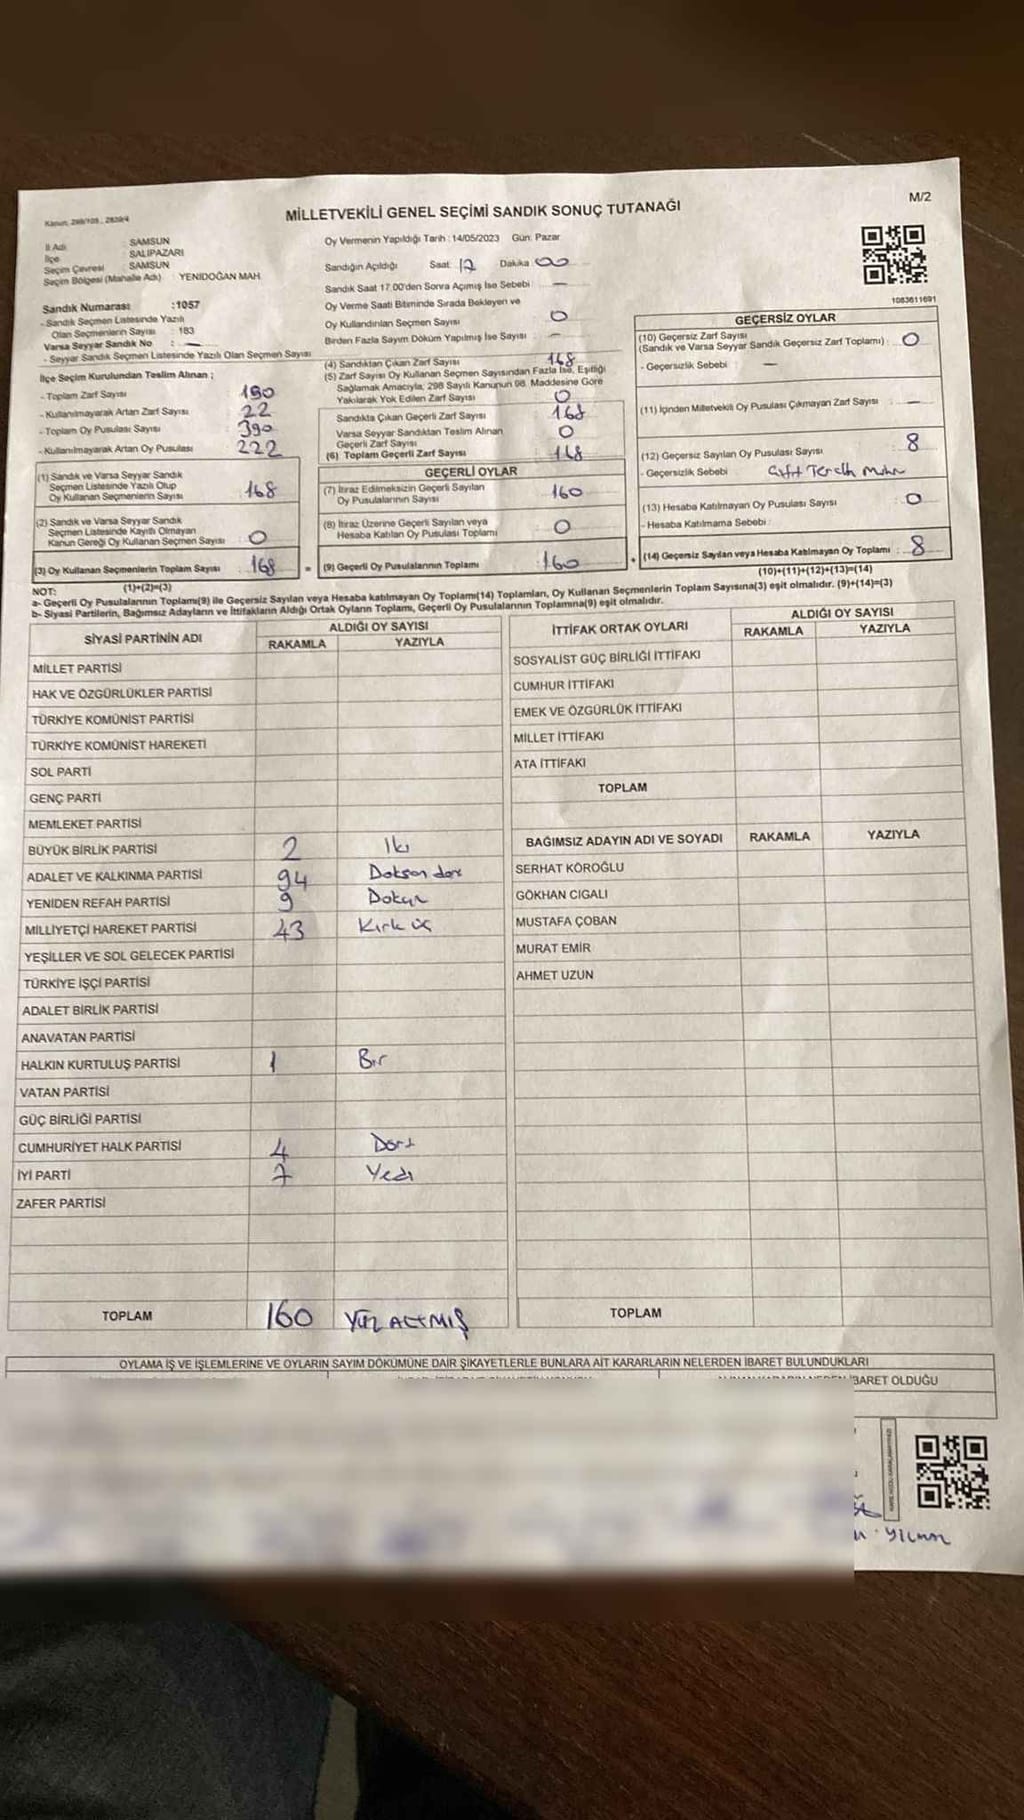 M/2
Kanun: 298/105 , 2839/4
MİLLETVEKİLİ GENEL SEÇİMİ SANDIK SONUÇ TUTANAĞI
İl Adı : SAMSUN
İlçe : SALIPAZARI
Seçim Çevresi : SAMSUN
Seçim Bölgesi (Mahalle Adı) : YENIDOĞAN MAH.
Sandık Numarası :1057
- Sandık Seçmen Listesinde Yazılı
Olan Seçmenlerin Sayısı : 183
Varsa Seyyar Sandık No : —
- Seyyar Sandık Seçmen Listesinde Yazılı Olan Seçmen Sayısı
İlçe Seçim Kurulundan Teslim Alınan ;
- Toplam Zarf Sayısı 190
- Kullanılmayarak Artan Zarf Sayısı 22
- Toplam Oy Pusulası Sayısı 390
- Kullanılmayarak Artan Oy Pusulası 222
(1) Sandık ve Varsa Seyyar Sandık
Seçmen Listesinde Yazılı Olup
Oy Kullanan Seçmenlerin Sayısı 168
(2) Sandık ve Varsa Seyyar Sandık
Seçmen Listesinde Kayıtlı Olmayan
Kanun Gereği Oy Kullanan Seçmen Sayısı 0
(3) Oy Kullanan Seçmenlerin Toplam Sayısı 168
(1)+(2)=(3)
Oy Vermenin Yapıldığı Tarih : 14/05/2023 Gün: Pazar
Sandığın Açıldığı Saat: 17 Dakika 00
Sandık Saat 17.00'den Sonra Açımış İse Sebebi —
Oy Verme Saati Bitiminde Sırada Bekleyen ve
Oy Kullandırılan Seçmen Sayısı 0
Birden Fazla Sayım Döküm Yapılmış İse Sayısı —
(4) Sandıktan Çıkan Zarf Sayısı 168
(5) Zarf Sayısı Oy Kullanan Seçmen Sayısından Fazla İse, Eşitliği
Sağlamak Amacıyla, 298 Sayılı Kanunun 98. Maddesine Göre
Yakılarak Yok Edilen Zarf Sayısı 0
Sandıkta Çıkan Geçerli Zarf Sayısı 168
Varsa Seyyar Sandıktan Teslim Alınan
Geçerli Zarf Sayısı 0
(6) Toplam Geçerli Zarf Sayısı 168
GEÇERLİ OYLAR
(7) İtiraz Edilmeksizin Geçerli Sayılan
Oy Pusulalarının Sayısı 160
(8) İtiraz Üzerine Geçerli Sayılan veya
Hesaba Katılan Oy Pusulası Toplamı 0
= (9) Geçerli Oy Pusulalarının Toplamı 160
1083611691
GEÇERSİZ OYLAR
(10) Geçersiz Zarf Sayısı
(Sandık ve Varsa Seyyar Sandık Geçersiz Zarf Toplamı) : 0
- Geçersizlik Sebebi : —
(11) İçinden Milletvekili Oy Pusulası Çıkmayan Zarf Sayısı —
(12) Geçersiz Sayılan Oy Pusulası Sayısı 8
- Geçersizlik Sebebi Çift Tercih Mühür
(13) Hesaba Katılmayan Oy Pusulası Sayısı 0
- Hesaba Katılmama Sebebi :
+ (14) Geçersiz Sayılan veya Hesaba Katılmayan Oy Toplamı : 8
(10)+(11)+(12)+(13)=(14)
NOT:
a- Geçerli Oy Pusulalarının Toplamı(9) ile Geçersiz Sayılan veya Hesaba katılmayan Oy Toplamı(14) Toplamları, Oy Kullanan Seçmenlerin Toplam Sayısına(3) eşit olmalıdır. (9)+(14)=(3)
b- Siyasi Partilerin, Bağımsız Adayların ve İttifakların Aldığı Ortak Oyların Toplamı, Geçerli Oy Pusulalarının Toplamına(9) eşit olmalıdır.
SİYASİ PARTİNİN ADI ALDIĞI OY SAYISI
RAKAMLA YAZIYLA
MİLLET PARTİSİ
HAK VE ÖZGÜRLÜKLER PARTİSİ
TÜRKİYE KOMÜNİST PARTİSİ
TÜRKİYE KOMÜNİST HAREKETİ
SOL PARTİ
GENÇ PARTİ
MEMLEKET PARTİSİ
BÜYÜK BİRLİK PARTİSİ 2 Iki
ADALET VE KALKINMA PARTİSİ 94 Doksan dört
YENİDEN REFAH PARTİSİ 9 Dokuz
MİLLİYETÇİ HAREKET PARTİSİ 43 Kırk üç
YEŞİLLER VE SOL GELECEK PARTİSİ
TÜRKİYE İŞÇİ PARTİSİ
ADALET BİRLİK PARTİSİ
ANAVATAN PARTİSİ
HALKIN KURTULUŞ PARTİSİ 1 Bir
VATAN PARTİSİ
GÜÇ BİRLİĞİ PARTİSİ
CUMHURİYET HALK PARTİSİ 4 Dört
İYİ PARTİ 7 Yedi
ZAFER PARTİSİ
TOPLAM 160 YÜZ ALTMIŞ
İTTİFAK ORTAK OYLARI ALDIĞI OY SAYISI
RAKAMLA YAZIYLA
SOSYALİST GÜÇ BİRLİĞİ İTTİFAKI
CUMHUR İTTİFAKI
EMEK VE ÖZGÜRLÜK İTTİFAKI
MİLLET İTTİFAKI
ATA İTTİFAKI
TOPLAM
BAĞIMSIZ ADAYIN ADI VE SOYADI RAKAMLA YAZIYLA
SERHAT KÖROĞLU
GÖKHAN CIGALI
MUSTAFA ÇOBAN
MURAT EMİR
AHMET UZUN
TOPLAM
OYLAMA İŞ VE İŞLEMLERİNE VE OYLARIN SAYIM DÖKÜMÜNE DAİR ŞİKAYETLERLE BUNLARA AİT KARARLARIN NELERDEN İBARET BULUNDUKLARI
İBARET OLDUĞU
YILMAZ